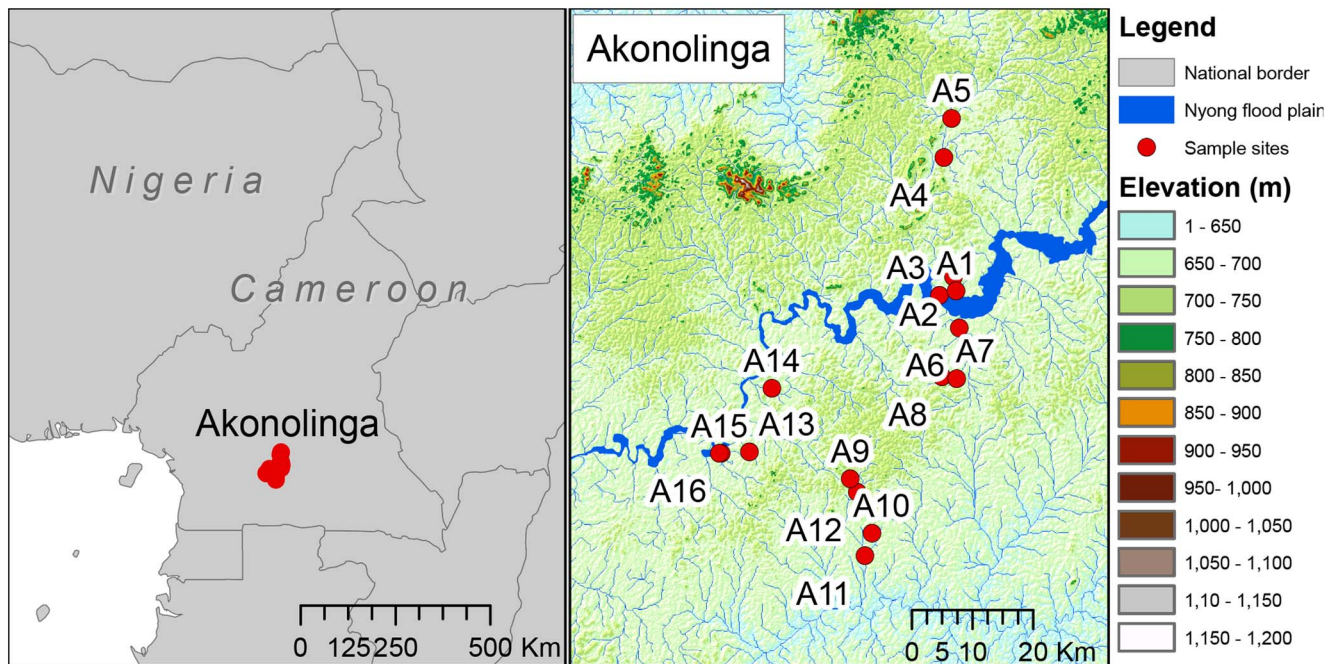 Nigeria
Cameroon
Akonolinga
0 125 250 500 Km
Akonolinga
A5
A4
A3 A1
A2
A6 A7
A8
A14
A15 A13
A16
A9
A10
A12
A11
0 5 10 20 Km
Legend
National border
Nyong flood plain
Sample sites
Elevation (m)
1 - 650
650 - 700
700 - 750
750 - 800
800 - 850
850 - 900
900 - 950
950- 1,000
1,000 - 1,050
1,050 - 1,100
1,10 - 1,150
1,150 - 1,200